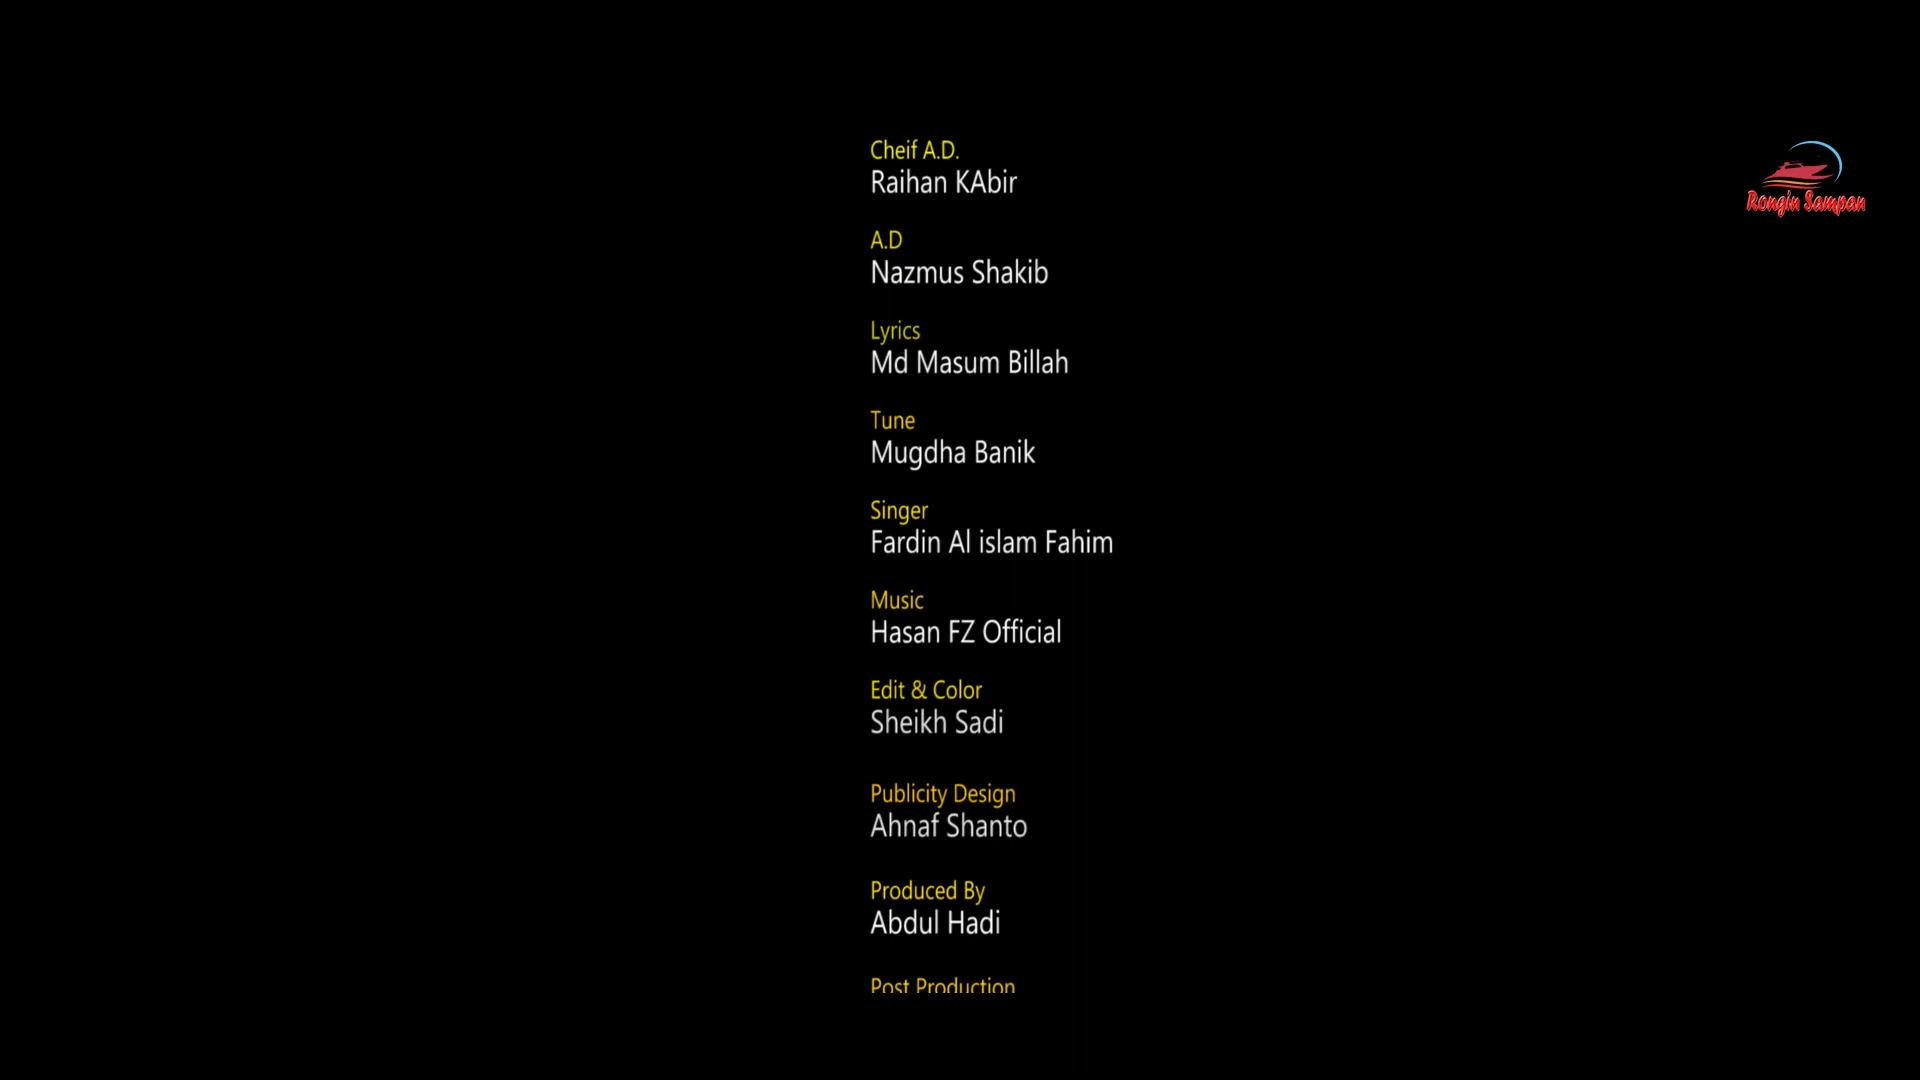 Cheif A.D.
Raihan KAbir
Rongin Sampan
A.D
Nazmus Shakib
Lyrics
Md Masum Billah
Tune
Mugdha Banik
Singer
Fardin Al islam Fahim
Music
Hasan FZ Official
Edit & Color
Sheikh Sadi
Publicity Design
Ahnaf Shanto
Produced By
Abdul Hadi
Post Production